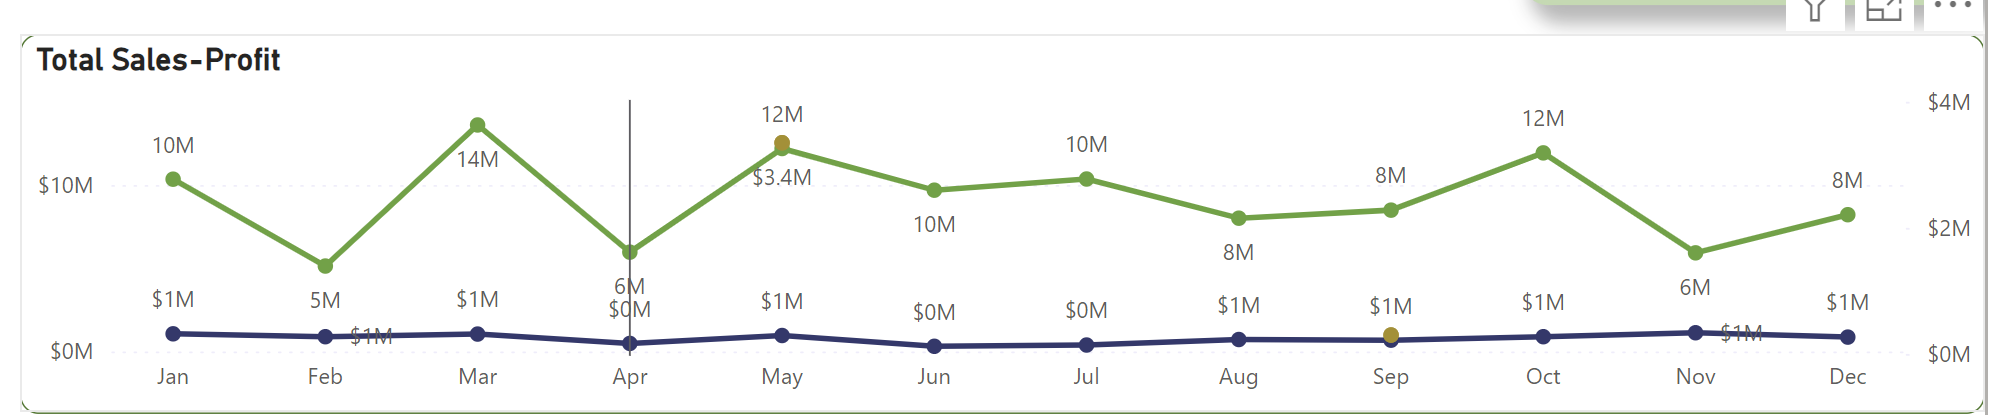 Total Sales-Profit
$4M
12M
12M
10M
10M
14M
$3.4M
8M
8M
$10M
10M
$2M
8M
6M
6M
$1M
5M
$1M
$0M
$1M
$0M
$0M
$1M
$1M
$1M
$1M
$1M
$1M
$0M
$0M
Jan Feb Mar Apr May Jun Jul Aug Sep Oct Nov Dec